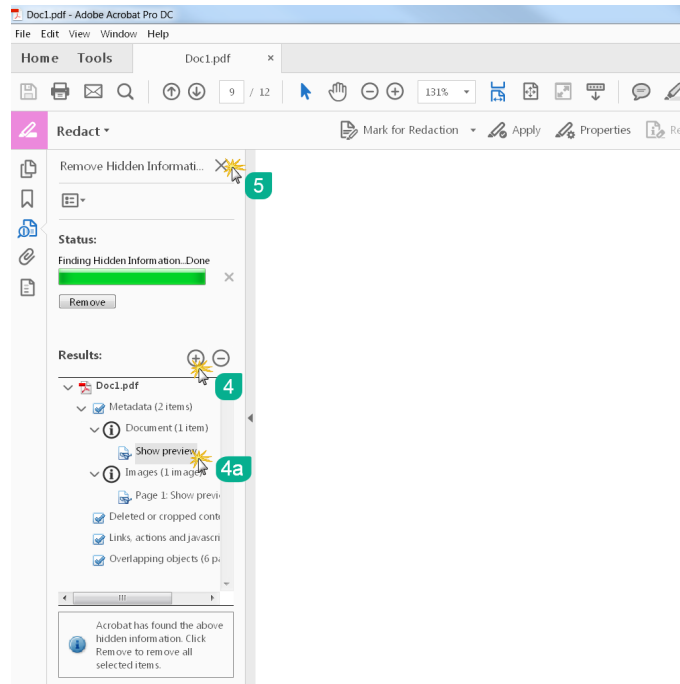 Doc1.pdf - Adobe Acrobat Pro DC
File Edit View Window Help
Home Tools Doc1.pdf ×
9 / 12 131%
Redact Mark for Redaction Apply Properties Re
Remove Hidden Informati...
5
Status:
Finding Hidden Information...Done
Remove
Results:
4
Doc1.pdf
Metadata (2 items)
Document (1 item)
Show preview
4a
Images (1 image)
Page 1: Show previ
Deleted or cropped conte
Links, actions and javascri
Overlapping objects (6 pa
Acrobat has found the above
hidden information. Click
Remove to remove all
selected items.